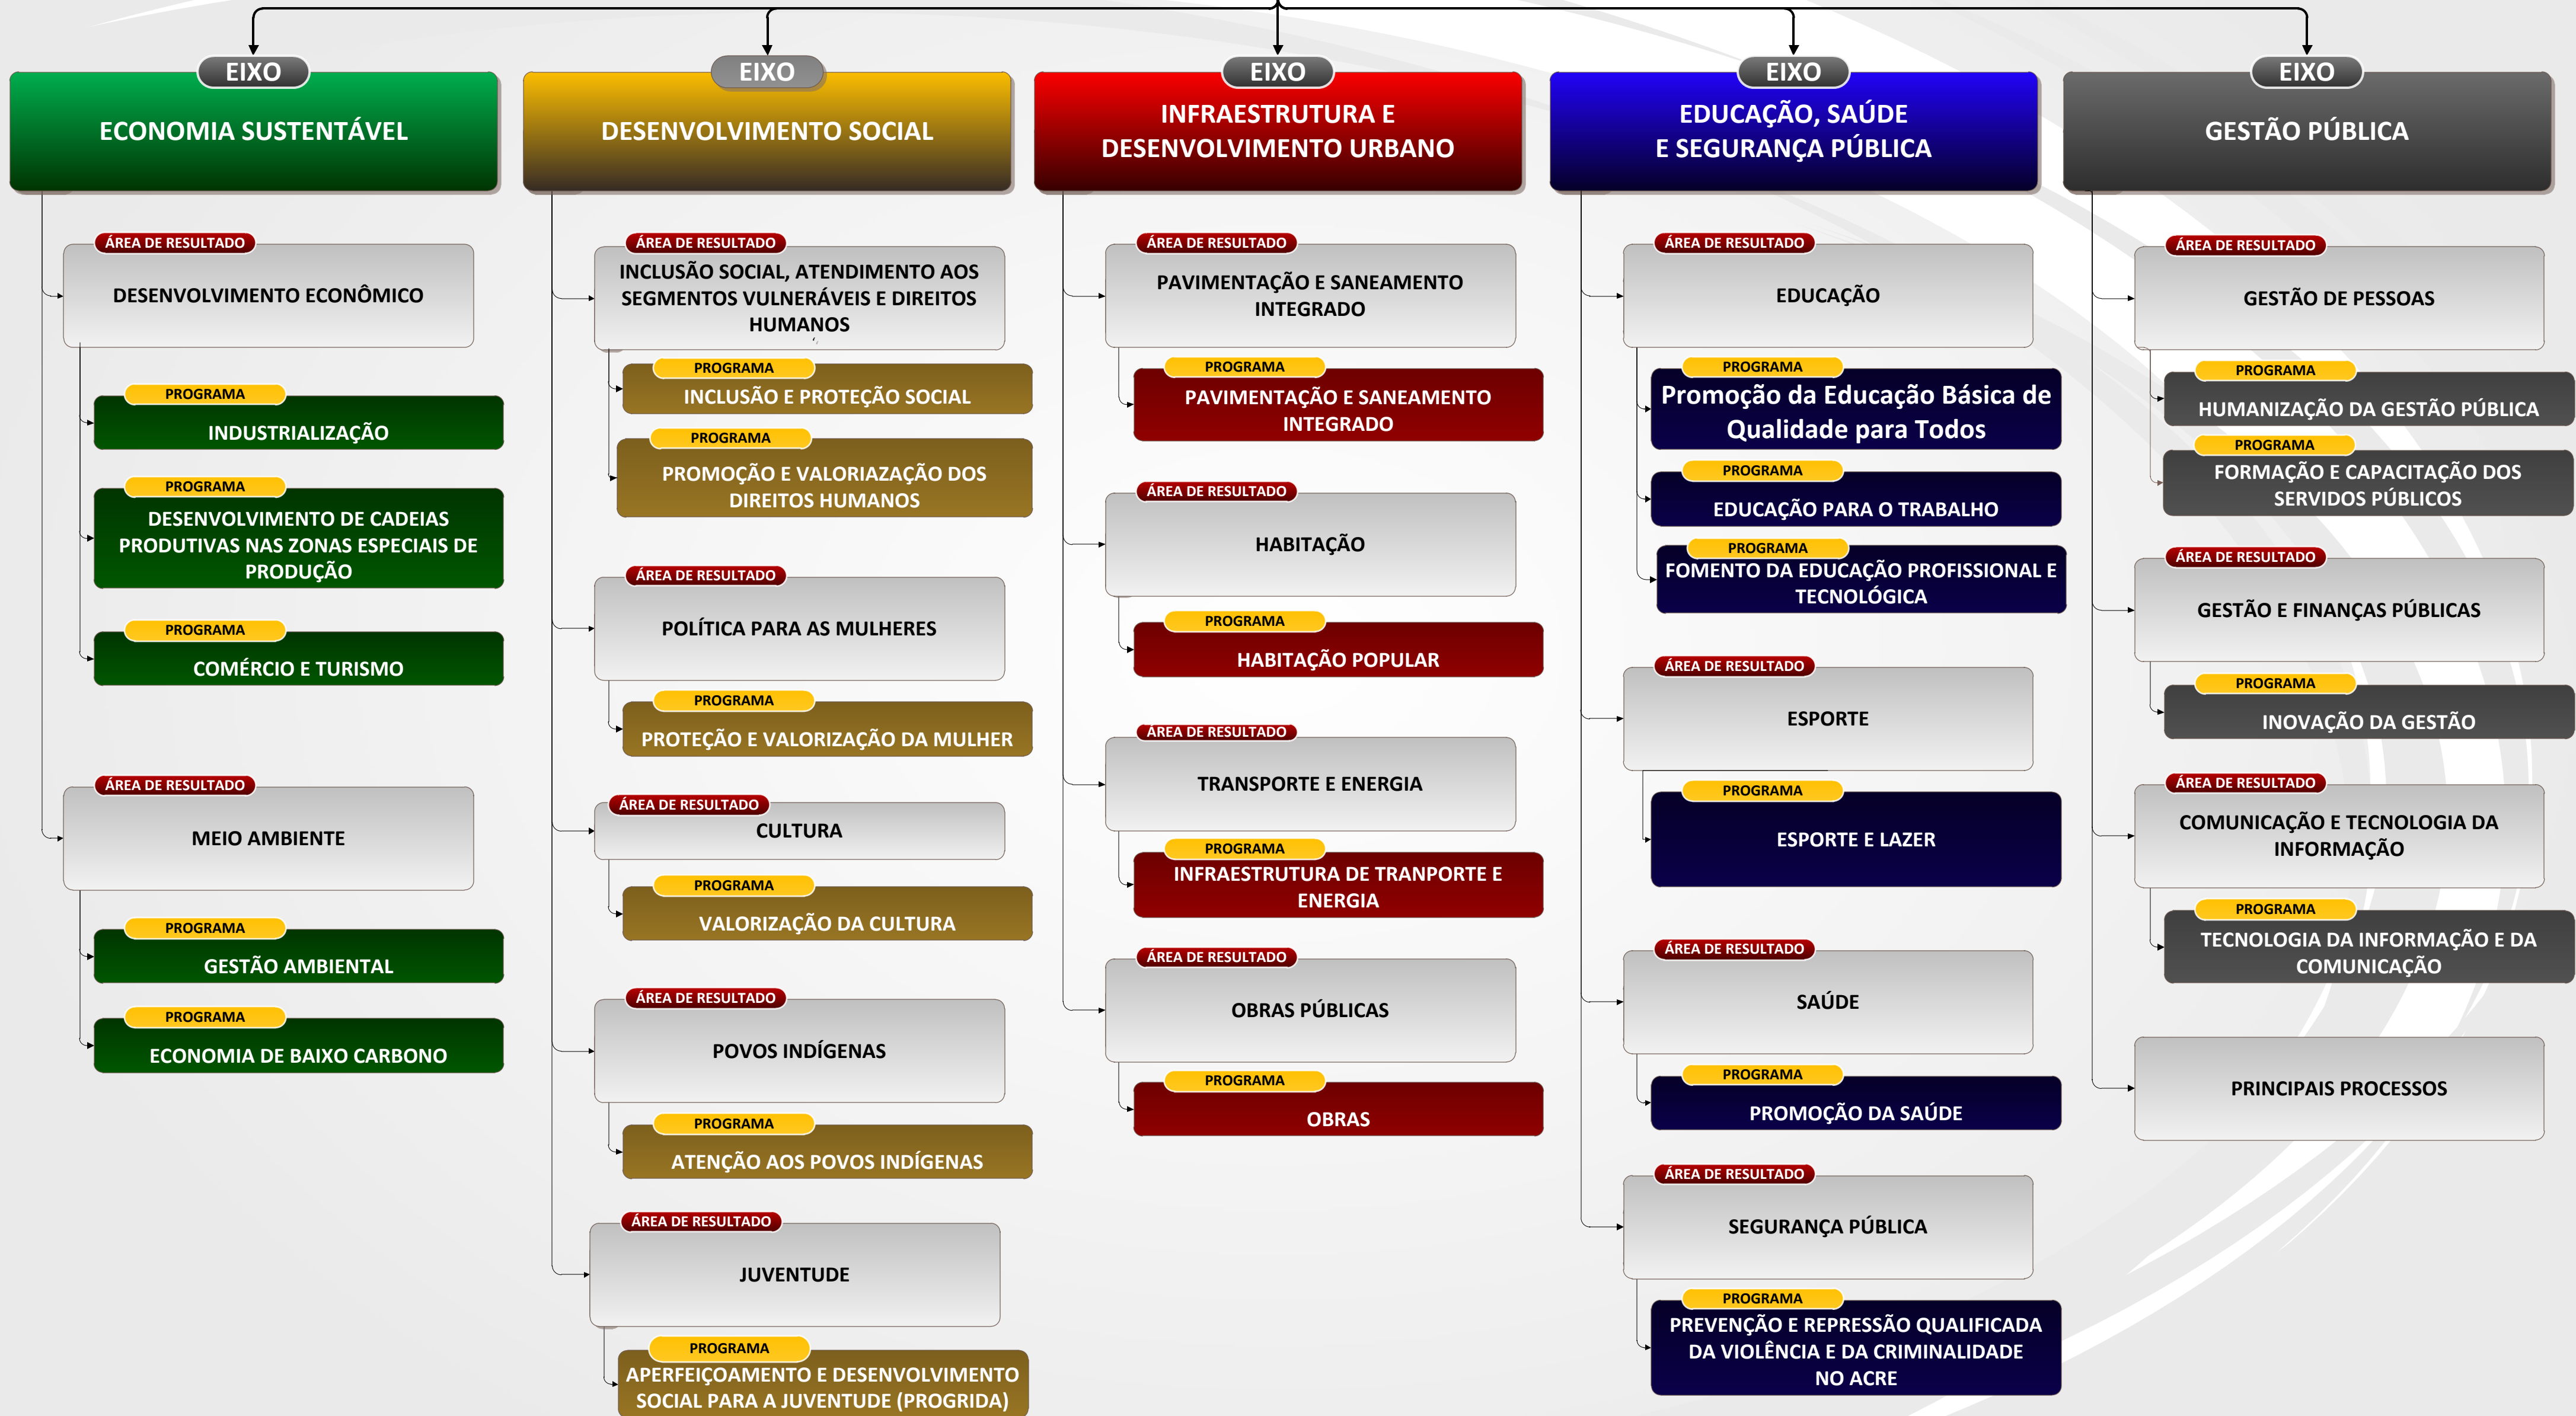 EIXO
ECONOMIA SUSTENTÁVEL
ÁREA DE RESULTADO
DESENVOLVIMENTO ECONÔMICO
PROGRAMA
INDUSTRIALIZAÇÃO
PROGRAMA
DESENVOLVIMENTO DE CADEIAS
PRODUTIVAS NAS ZONAS ESPECIAIS DE
PRODUÇÃO
PROGRAMA
COMÉRCIO E TURISMO
ÁREA DE RESULTADO
MEIO AMBIENTE
PROGRAMA
GESTÃO AMBIENTAL
PROGRAMA
ECONOMIA DE BAIXO CARBONO
EIXO
DESENVOLVIMENTO SOCIAL
ÁREA DE RESULTADO
INCLUSÃO SOCIAL, ATENDIMENTO AOS
SEGMENTOS VULNERÁVEIS E DIREITOS
HUMANOS
PROGRAMA
INCLUSÃO E PROTEÇÃO SOCIAL
PROGRAMA
PROMOÇÃO E VALORIAZAÇÃO DOS
DIREITOS HUMANOS
ÁREA DE RESULTADO
POLÍTICA PARA AS MULHERES
PROGRAMA
PROTEÇÃO E VALORIZAÇÃO DA MULHER
ÁREA DE RESULTADO
CULTURA
PROGRAMA
VALORIZAÇÃO DA CULTURA
ÁREA DE RESULTADO
POVOS INDÍGENAS
PROGRAMA
ATENÇÃO AOS POVOS INDÍGENAS
ÁREA DE RESULTADO
JUVENTUDE
PROGRAMA
APERFEIÇOAMENTO E DESENVOLVIMENTO
SOCIAL PARA A JUVENTUDE (PROGRIDA)
EIXO
INFRAESTRUTURA E
DESENVOLVIMENTO URBANO
ÁREA DE RESULTADO
PAVIMENTAÇÃO E SANEAMENTO
INTEGRADO
PROGRAMA
PAVIMENTAÇÃO E SANEAMENTO
INTEGRADO
ÁREA DE RESULTADO
HABITAÇÃO
PROGRAMA
HABITAÇÃO POPULAR
ÁREA DE RESULTADO
TRANSPORTE E ENERGIA
PROGRAMA
INFRAESTRUTURA DE TRANPORTE E
ENERGIA
ÁREA DE RESULTADO
OBRAS PÚBLICAS
PROGRAMA
OBRAS
EIXO
EDUCAÇÃO, SAÚDE
E SEGURANÇA PÚBLICA
ÁREA DE RESULTADO
EDUCAÇÃO
PROGRAMA
Promoção da Educação Básica de
Qualidade para Todos
PROGRAMA
EDUCAÇÃO PARA O TRABALHO
PROGRAMA
FOMENTO DA EDUCAÇÃO PROFISSIONAL E
TECNOLÓGICA
ÁREA DE RESULTADO
ESPORTE
PROGRAMA
ESPORTE E LAZER
ÁREA DE RESULTADO
SAÚDE
PROGRAMA
PROMOÇÃO DA SAÚDE
ÁREA DE RESULTADO
SEGURANÇA PÚBLICA
PROGRAMA
PREVENÇÃO E REPRESSÃO QUALIFICADA
DA VIOLÊNCIA E DA CRIMINALIDADE
NO ACRE
EIXO
GESTÃO PÚBLICA
ÁREA DE RESULTADO
GESTÃO DE PESSOAS
PROGRAMA
HUMANIZAÇÃO DA GESTÃO PÚBLICA
PROGRAMA
FORMAÇÃO E CAPACITAÇÃO DOS
SERVIDOS PÚBLICOS
ÁREA DE RESULTADO
GESTÃO E FINANÇAS PÚBLICAS
PROGRAMA
INOVAÇÃO DA GESTÃO
ÁREA DE RESULTADO
COMUNICAÇÃO E TECNOLOGIA DA
INFORMAÇÃO
PROGRAMA
TECNOLOGIA DA INFORMAÇÃO E DA
COMUNICAÇÃO
PRINCIPAIS PROCESSOS